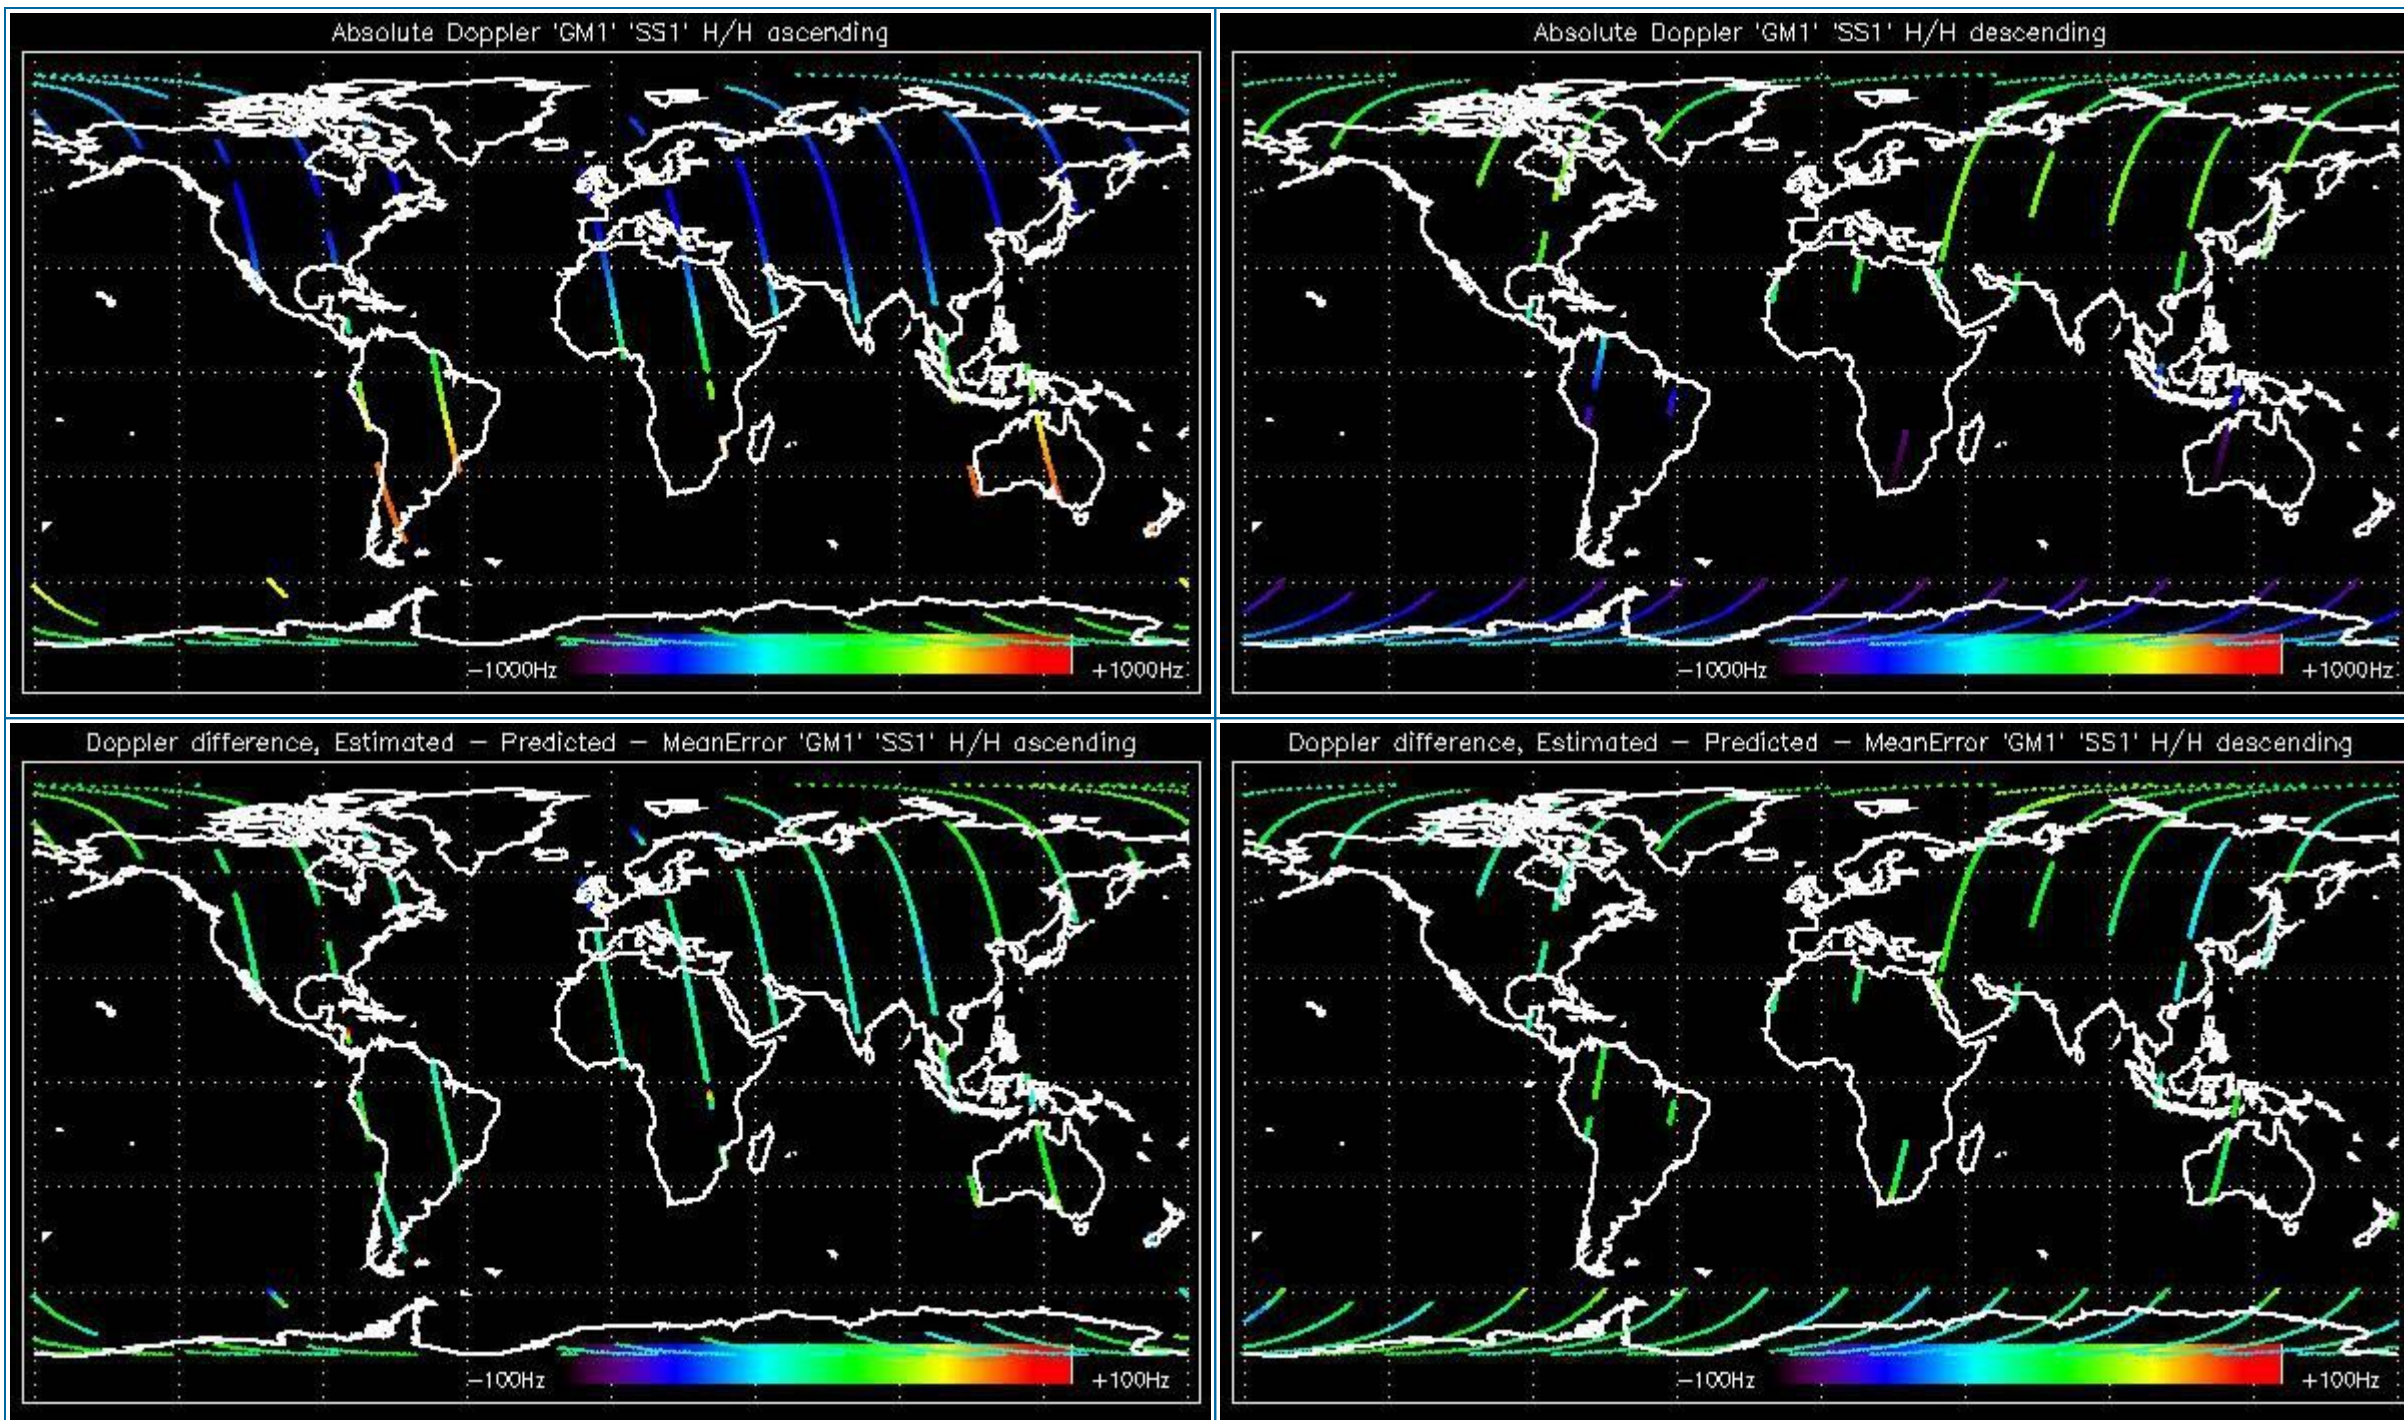 Absolute Doppler 'GM1' 'SS1' H/H ascending
−1000Hz
+1000Hz
Absolute Doppler 'GM1' 'SS1' H/H descending
−1000Hz
+1000Hz
Doppler difference, Estimated − Predicted − MeanError 'GM1' 'SS1' H/H ascending
−100Hz
+100Hz
Doppler difference, Estimated − Predicted − MeanError 'GM1' 'SS1' H/H descending
−100Hz
+100Hz